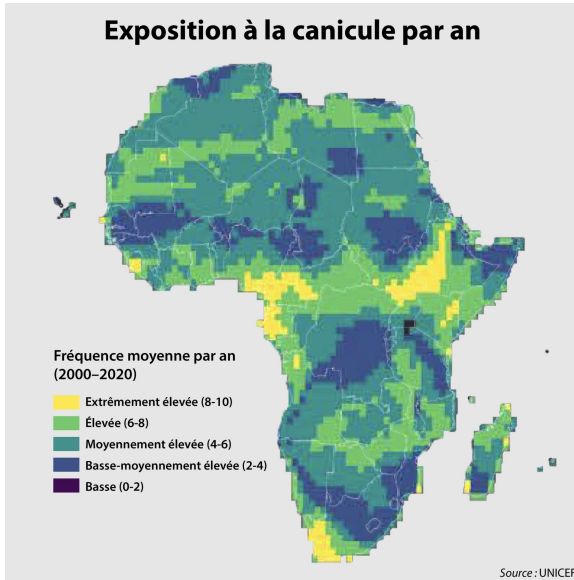 Exposition à la canicule par an
Fréquence moyenne par an
(2000–2020)
Extrêmement élevée (8-10)
Élevée (6-8)
Moyennement élevée (4-6)
Basse-moyennement élevée (2-4)
Basse (0-2)
Source : UNICEF